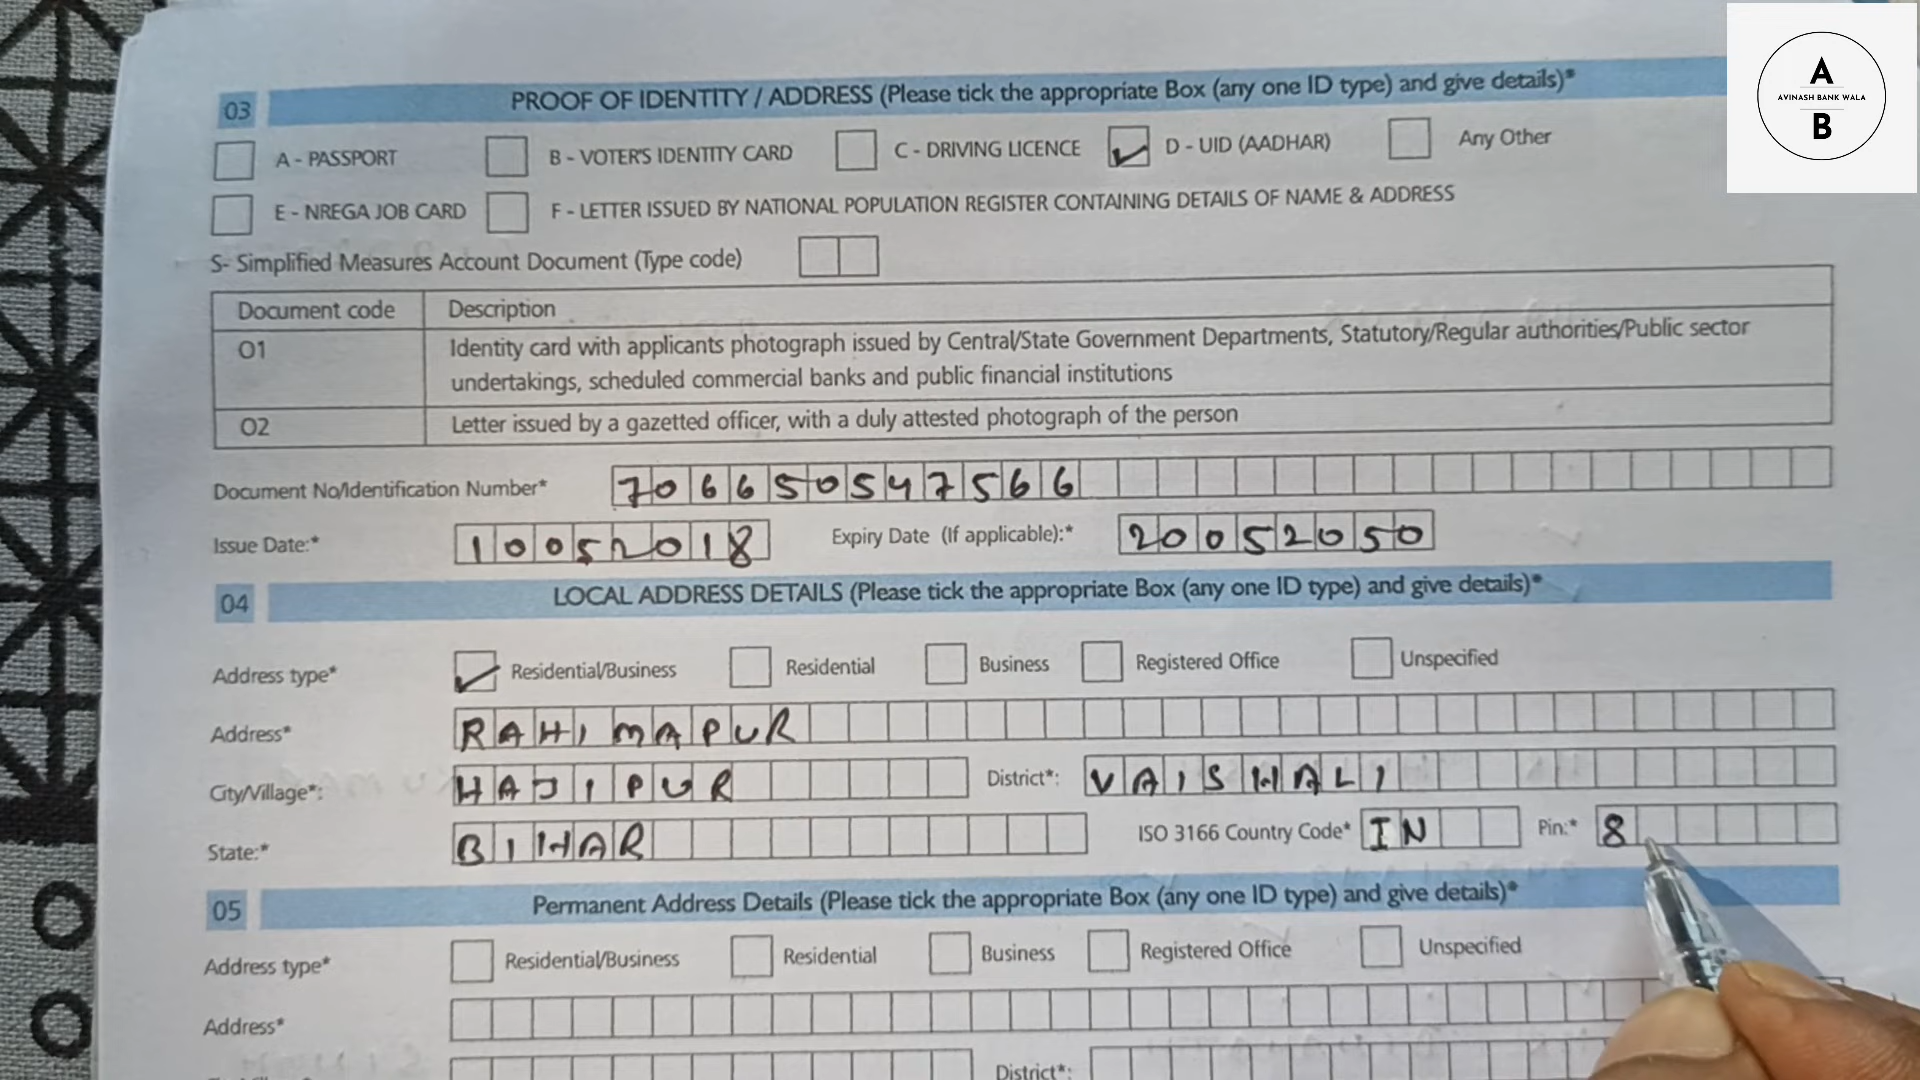 A
AVINASH BANK WALA
B
03 PROOF OF IDENTITY / ADDRESS (Please tick the appropriate Box (any one ID type) and give details)*
A - PASSPORT B - VOTER'S IDENTITY CARD C - DRIVING LICENCE D - UID (AADHAR) Any Other
E - NREGA JOB CARD F - LETTER ISSUED BY NATIONAL POPULATION REGISTER CONTAINING DETAILS OF NAME & ADDRESS
S- Simplified Measures Account Document (Type code)
Document code Description
O1 Identity card with applicants photograph issued by Central/State Government Departments, Statutory/Regular authorities/Public sector
undertakings, scheduled commercial banks and public financial institutions
O2 Letter issued by a gazetted officer, with a duly attested photograph of the person
Document No/Identification Number* 706650547566
Issue Date:* 10052018 Expiry Date (If applicable):* 20052050
04 LOCAL ADDRESS DETAILS (Please tick the appropriate Box (any one ID type) and give details)*
Address type* Residential/Business Residential Business Registered Office Unspecified
Address* RAHIMAPUR
City/Village*: HAJIPUR District*: VAISHALI
State:* BIHAR ISO 3166 Country Code* IN Pin:* 8
05 Permanent Address Details (Please tick the appropriate Box (any one ID type) and give details)*
Address type* Residential/Business Residential Business Registered Office Unspecified
Address*
District*: